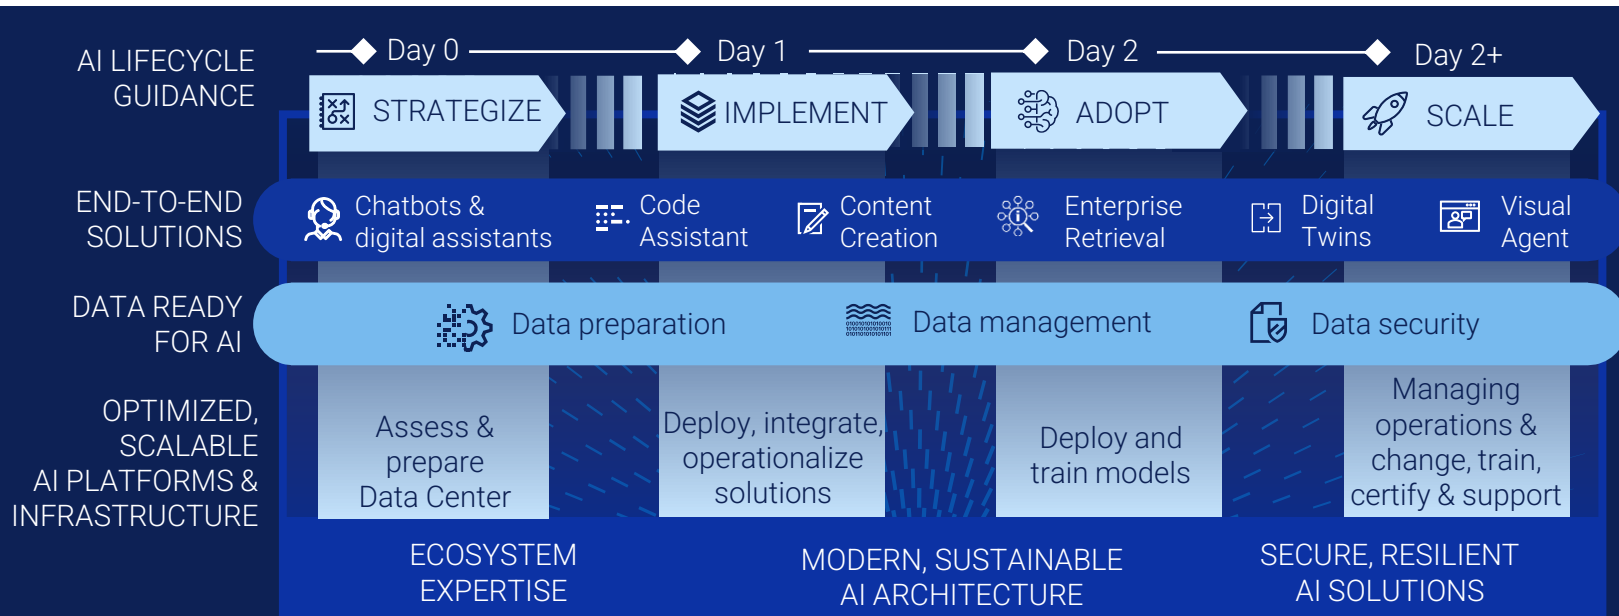 AI LIFECYCLE
GUIDANCE
Day 0
Day 1
Day 2
Day 2+
STRATEGIZE
IMPLEMENT
ADOPT
SCALE
END-TO-END
SOLUTIONS
Chatbots &
digital assistants
Code
Assistant
Content
Creation
Enterprise
Retrieval
Digital
Twins
Visual
Agent
DATA READY
FOR AI
Data preparation
Data management
Data security
OPTIMIZED,
SCALABLE
AI PLATFORMS &
INFRASTRUCTURE
Assess &
prepare
Data Center
Deploy, integrate,
operationalize
solutions
Deploy and
train models
Managing
operations &
change, train,
certify & support
ECOSYSTEM
EXPERTISE
MODERN, SUSTAINABLE
AI ARCHITECTURE
SECURE, RESILIENT
AI SOLUTIONS